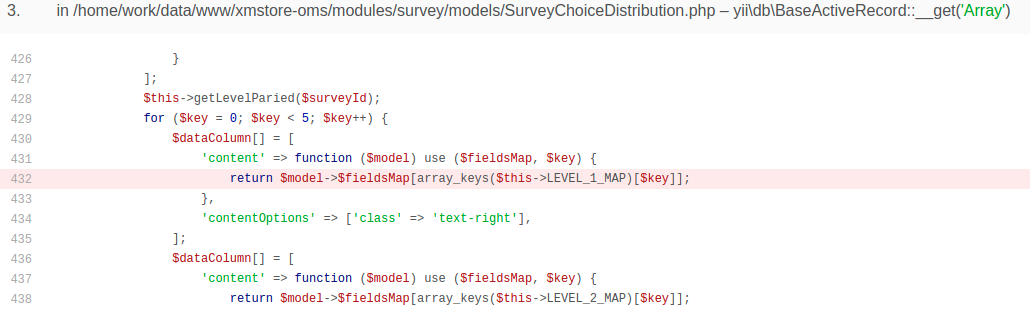 3. in /home/work/data/www/xmstore-oms/modules/survey/models/SurveyChoiceDistribution.php – yii\db\BaseActiveRecord::__get('Array')
426                 }
427             ];
428             $this->getLevelParied($surveyId);
429             for ($key = 0; $key < 5; $key++) {
430                 $dataColumn[] = [
431                     'content' => function ($model) use ($fieldsMap, $key) {
432                         return $model->$fieldsMap[array_keys($this->LEVEL_1_MAP)[$key]];
433                     },
434                     'contentOptions' => ['class' => 'text-right'],
435                 ];
436                 $dataColumn[] = [
437                     'content' => function ($model) use ($fieldsMap, $key) {
438                         return $model->$fieldsMap[array_keys($this->LEVEL_2_MAP)[$key]];